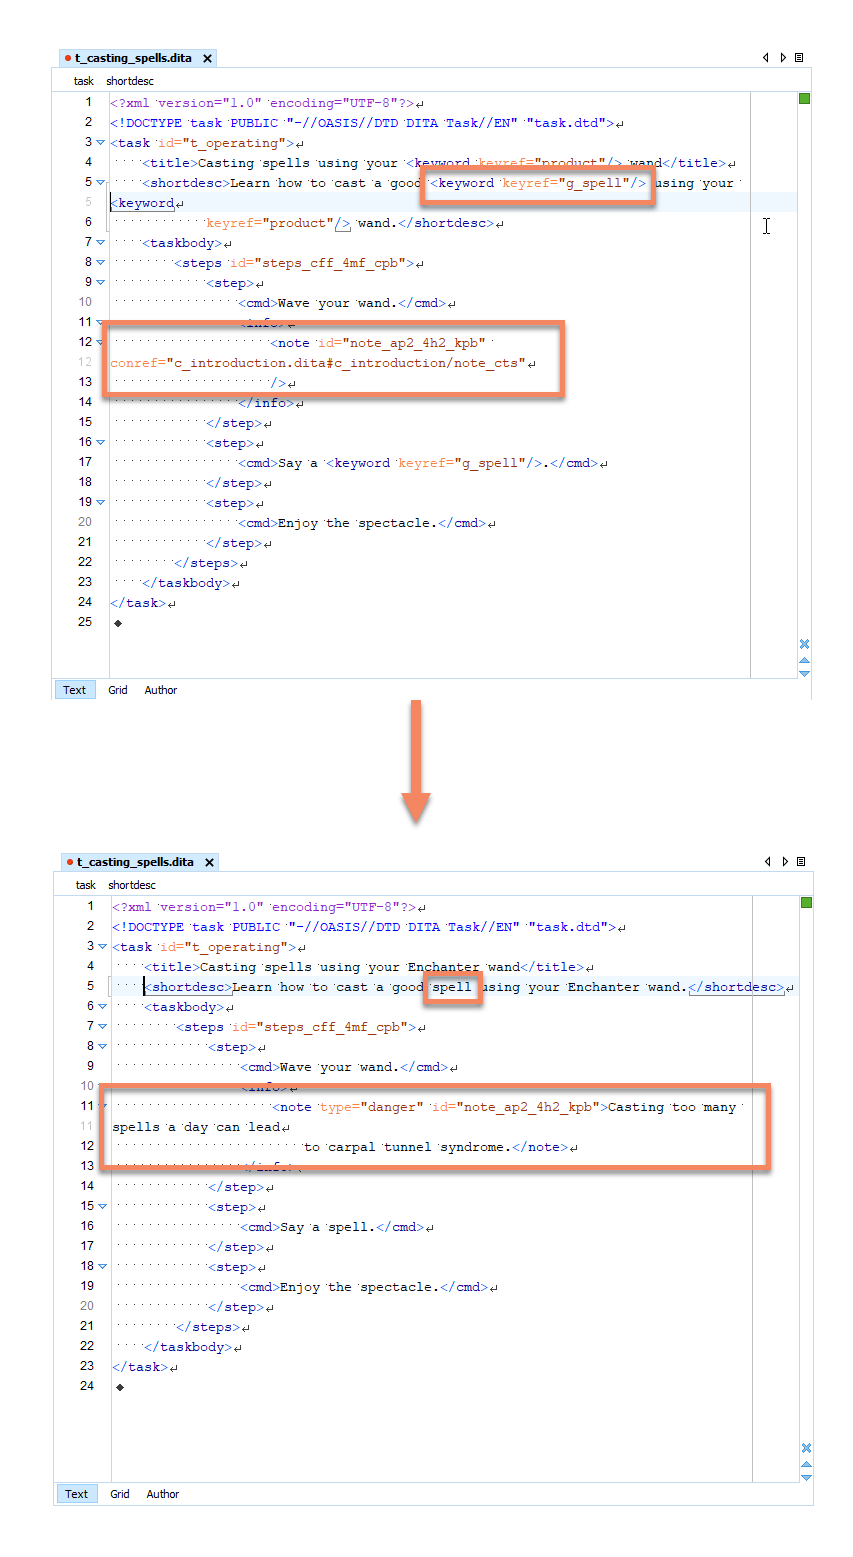 t_casting_spells.dita
task shortdesc
1 <?xml version="1.0" encoding="UTF-8"?>
2 <!DOCTYPE task PUBLIC "-//OASIS//DTD DITA Task//EN" "task.dtd">
3 <task id="t_operating">
4 <title>Casting spells using your <keyword keyref="product"/> wand</title>
5 <shortdesc>Learn how to cast a good <keyword keyref="g_spell"/> using your
5 <keyword
6 keyref="product"/> wand.</shortdesc>
7 <taskbody>
8 <steps id="steps_cff_4mf_cpb">
9 <step>
10 <cmd>Wave your wand.</cmd>
11 <info>
12 <note id="note_ap2_4h2_kpb"
12 conref="c_introduction.dita#c_introduction/note_cts"
13 />
14 </info>
15 </step>
16 <step>
17 <cmd>Say a <keyword keyref="g_spell"/>.</cmd>
18 </step>
19 <step>
20 <cmd>Enjoy the spectacle.</cmd>
21 </step>
22 </steps>
23 </taskbody>
24 </task>
25
Text Grid Author
t_casting_spells.dita
task shortdesc
1 <?xml version="1.0" encoding="UTF-8"?>
2 <!DOCTYPE task PUBLIC "-//OASIS//DTD DITA Task//EN" "task.dtd">
3 <task id="t_operating">
4 <title>Casting spells using your Enchanter wand</title>
5 <shortdesc>Learn how to cast a good spell using your Enchanter wand.</shortdesc>
6 <taskbody>
7 <steps id="steps_cff_4mf_cpb">
8 <step>
9 <cmd>Wave your wand.</cmd>
10 <info>
11 <note type="danger" id="note_ap2_4h2_kpb">Casting too many
11 spells a day can lead
12 to carpal tunnel syndrome.</note>
13 </info>
14 </step>
15 <step>
16 <cmd>Say a spell.</cmd>
17 </step>
18 <step>
19 <cmd>Enjoy the spectacle.</cmd>
20 </step>
21 </steps>
22 </taskbody>
23 </task>
24
Text Grid Author